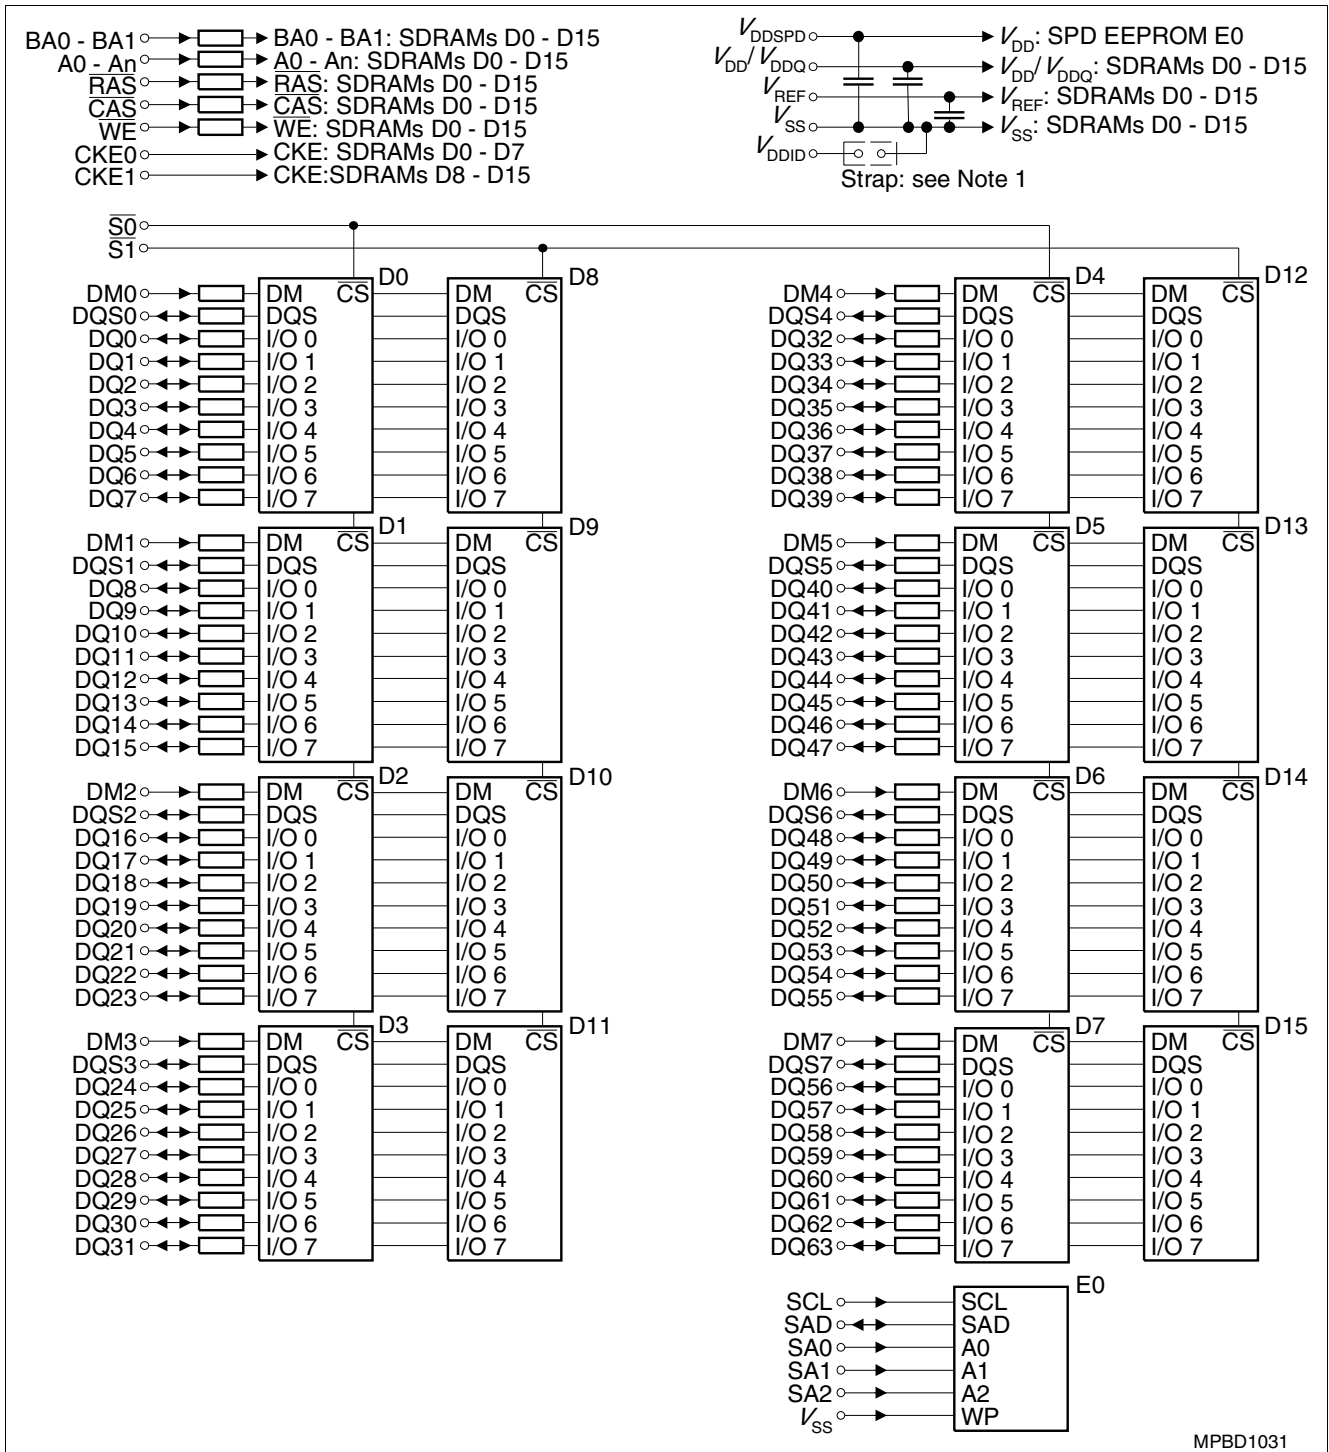 BA0 - BA1 BA0 - BA1: SDRAMs D0 - D15
A0 - An A0 - An: SDRAMs D0 - D15
RAS RAS: SDRAMs D0 - D15
CAS CAS: SDRAMs D0 - D15
WE WE: SDRAMs D0 - D15
CKE0 CKE: SDRAMs D0 - D7
CKE1 CKE:SDRAMs D8 - D15
VDDSPD VDD: SPD EEPROM E0
VDD/VDDQ VDD/VDDQ: SDRAMs D0 - D15
VREF VREF: SDRAMs D0 - D15
VSS VSS: SDRAMs D0 - D15
VDDID
Strap: see Note 1
S0
S1
D0 D8 D4 D12
DM0 DM CS DM CS DM4 DM CS DM CS
DQS0 DQS DQS DQS4 DQS DQS
DQ0 I/O 0 I/O 0 DQ32 I/O 0 I/O 0
DQ1 I/O 1 I/O 1 DQ33 I/O 1 I/O 1
DQ2 I/O 2 I/O 2 DQ34 I/O 2 I/O 2
DQ3 I/O 3 I/O 3 DQ35 I/O 3 I/O 3
DQ4 I/O 4 I/O 4 DQ36 I/O 4 I/O 4
DQ5 I/O 5 I/O 5 DQ37 I/O 5 I/O 5
DQ6 I/O 6 I/O 6 DQ38 I/O 6 I/O 6
DQ7 I/O 7 I/O 7 DQ39 I/O 7 I/O 7
D1 D9 D5 D13
DM1 DM CS DM CS DM5 DM CS DM CS
DQS1 DQS DQS DQS5 DQS DQS
DQ8 I/O 0 I/O 0 DQ40 I/O 0 I/O 0
DQ9 I/O 1 I/O 1 DQ41 I/O 1 I/O 1
DQ10 I/O 2 I/O 2 DQ42 I/O 2 I/O 2
DQ11 I/O 3 I/O 3 DQ43 I/O 3 I/O 3
DQ12 I/O 4 I/O 4 DQ44 I/O 4 I/O 4
DQ13 I/O 5 I/O 5 DQ45 I/O 5 I/O 5
DQ14 I/O 6 I/O 6 DQ46 I/O 6 I/O 6
DQ15 I/O 7 I/O 7 DQ47 I/O 7 I/O 7
D2 D10 D6 D14
DM2 DM CS DM CS DM6 DM CS DM CS
DQS2 DQS DQS DQS6 DQS DQS
DQ16 I/O 0 I/O 0 DQ48 I/O 0 I/O 0
DQ17 I/O 1 I/O 1 DQ49 I/O 1 I/O 1
DQ18 I/O 2 I/O 2 DQ50 I/O 2 I/O 2
DQ19 I/O 3 I/O 3 DQ51 I/O 3 I/O 3
DQ20 I/O 4 I/O 4 DQ52 I/O 4 I/O 4
DQ21 I/O 5 I/O 5 DQ53 I/O 5 I/O 5
DQ22 I/O 6 I/O 6 DQ54 I/O 6 I/O 6
DQ23 I/O 7 I/O 7 DQ55 I/O 7 I/O 7
D3 D11 D7 D15
DM3 DM CS DM CS DM7 DM CS DM CS
DQS3 DQS DQS DQS7 DQS DQS
DQ24 I/O 0 I/O 0 DQ56 I/O 0 I/O 0
DQ25 I/O 1 I/O 1 DQ57 I/O 1 I/O 1
DQ26 I/O 2 I/O 2 DQ58 I/O 2 I/O 2
DQ27 I/O 3 I/O 3 DQ59 I/O 3 I/O 3
DQ28 I/O 4 I/O 4 DQ60 I/O 4 I/O 4
DQ29 I/O 5 I/O 5 DQ61 I/O 5 I/O 5
DQ30 I/O 6 I/O 6 DQ62 I/O 6 I/O 6
DQ31 I/O 7 I/O 7 DQ63 I/O 7 I/O 7
E0
SCL SCL
SAD SAD
SA0 A0
SA1 A1
SA2 A2
VSS WP
MPBD1031